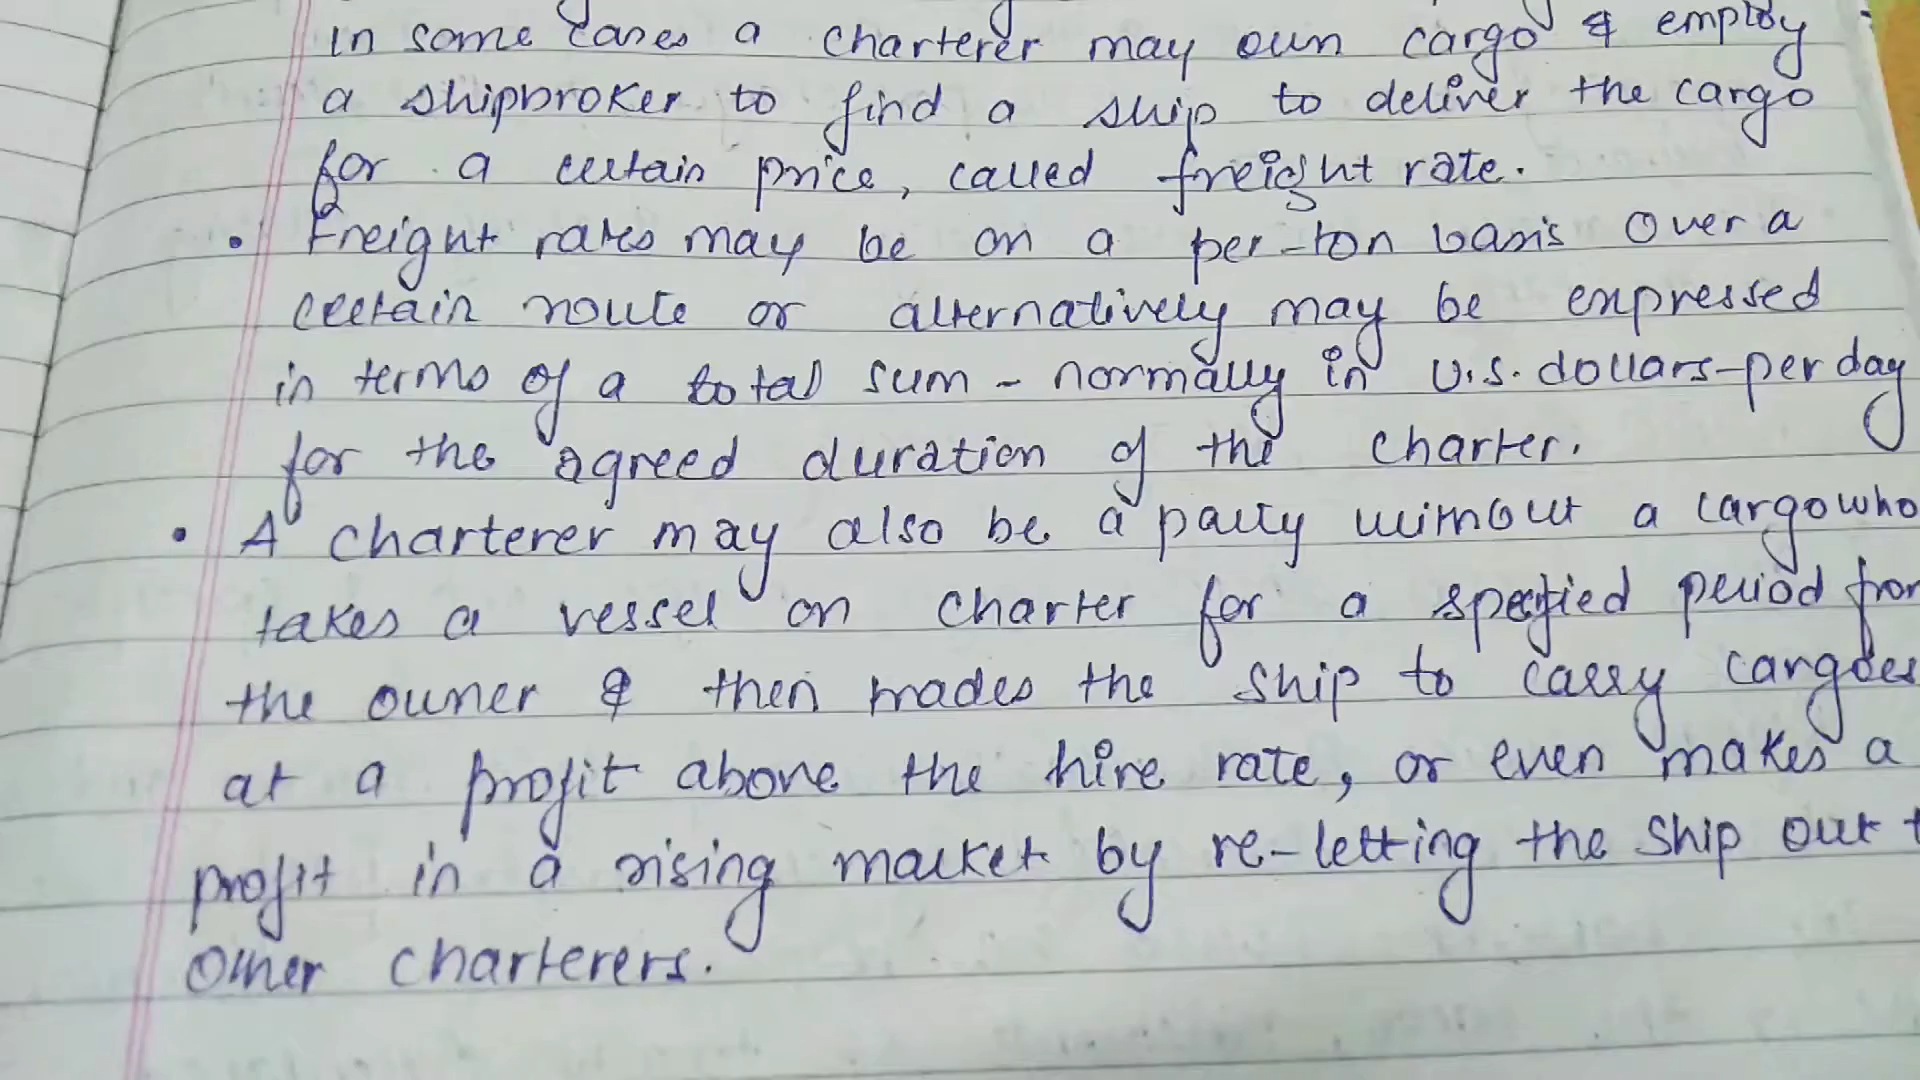 in some cases a charterer may own cargo & employ
a shipbroker to find a ship to deliver the cargo
for a certain price, called freight rate.
• Freight rates may be on a per-ton basis over a
certain route or alternatively may be expressed
in terms of a total sum - normally in U.S. dollars-per day
for the agreed duration of the charter.
• A charterer may also be a party without a cargo who
takes a vessel on charter for a specified period from
the owner & then trades the ship to carry cargoes
at a profit above the hire rate, or even makes a
profit in a rising market by re-letting the ship out t
other charterers.